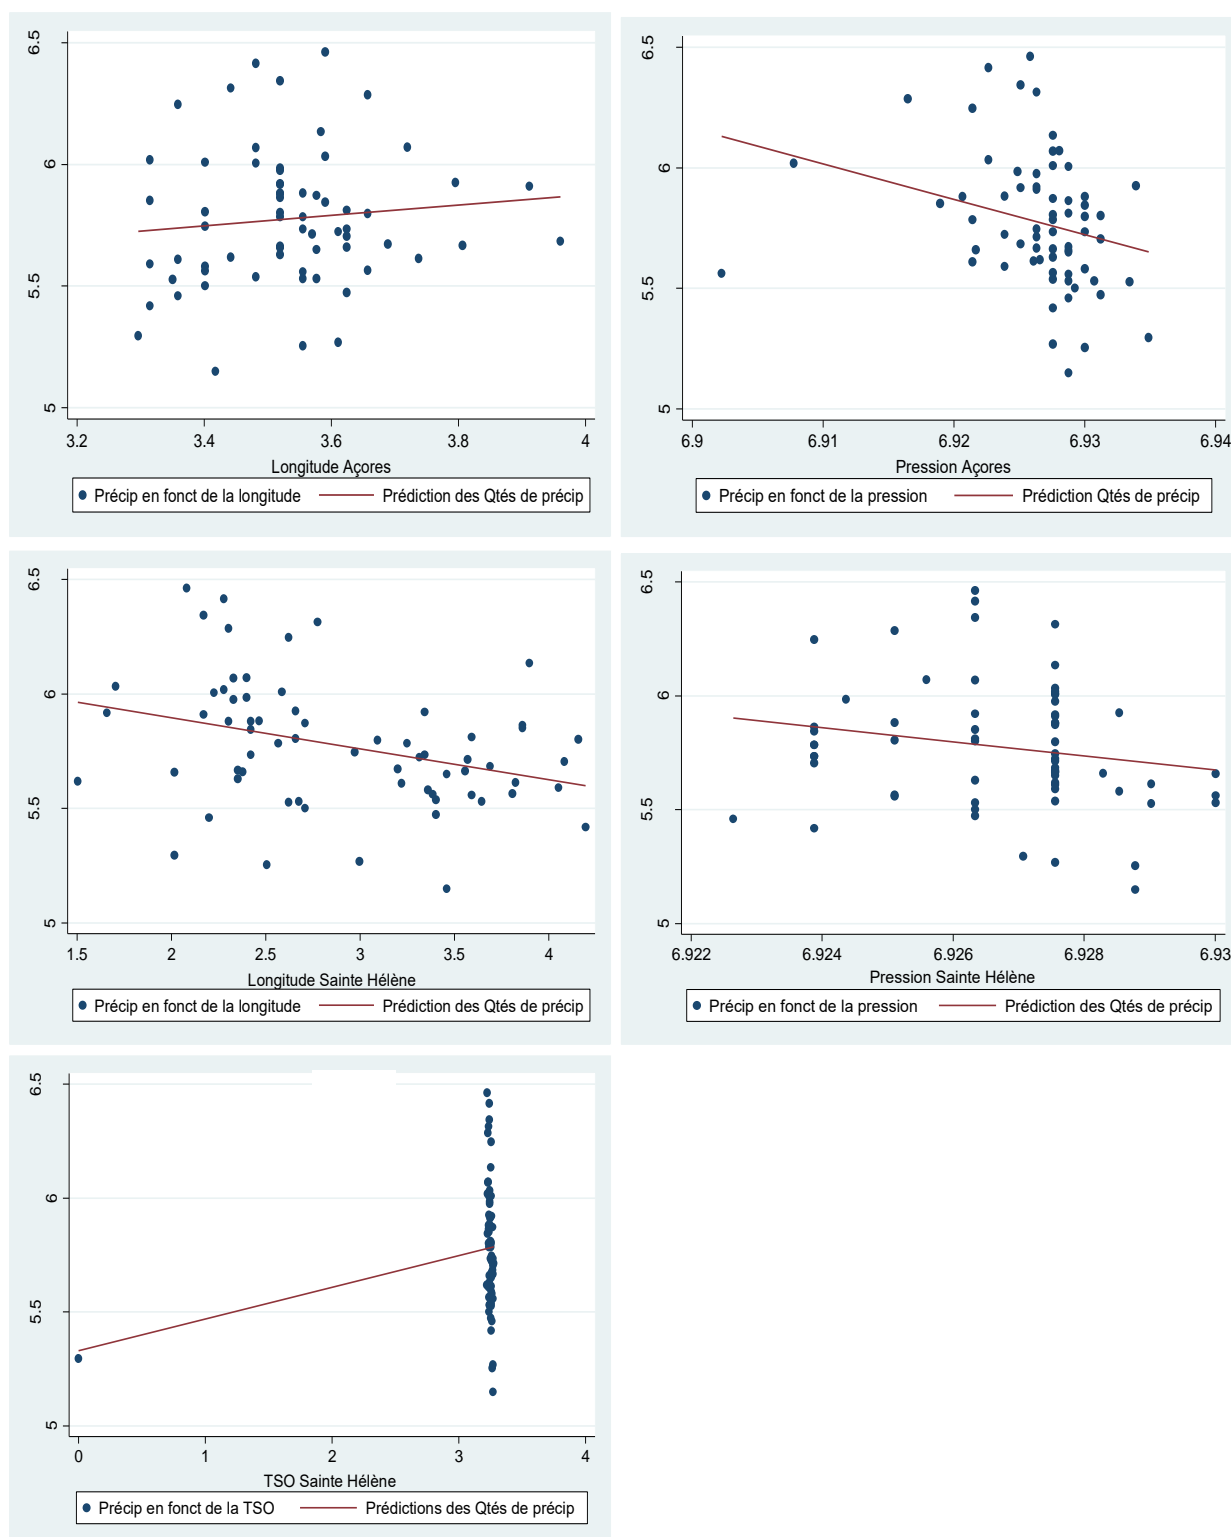 6.5
6
5.5
5
3.2 3.4 3.6 3.8 4
Longitude Açores
Précip en fonct de la longitude Prédiction des Qtés de précip
6.5
6
5.5
5
6.9 6.91 6.92 6.93 6.94
Pression Açores
Précip en fonct de la pression Prédiction Qtés de précip
6.5
6
5.5
5
1.5 2 2.5 3 3.5 4
Longitude Sainte Hélène
Précip en fonct de la longitude Prédiction des Qtés de précip
6.5
6
5.5
5
6.922 6.924 6.926 6.928 6.93
Pression Sainte Hélène
Précip en fonct de la pression Prédiction des Qtés de précip
6.5
6
5.5
5
0 1 2 3 4
TSO Sainte Hélène
Précip en fonct de la TSO Prédictions des Qtés de précip